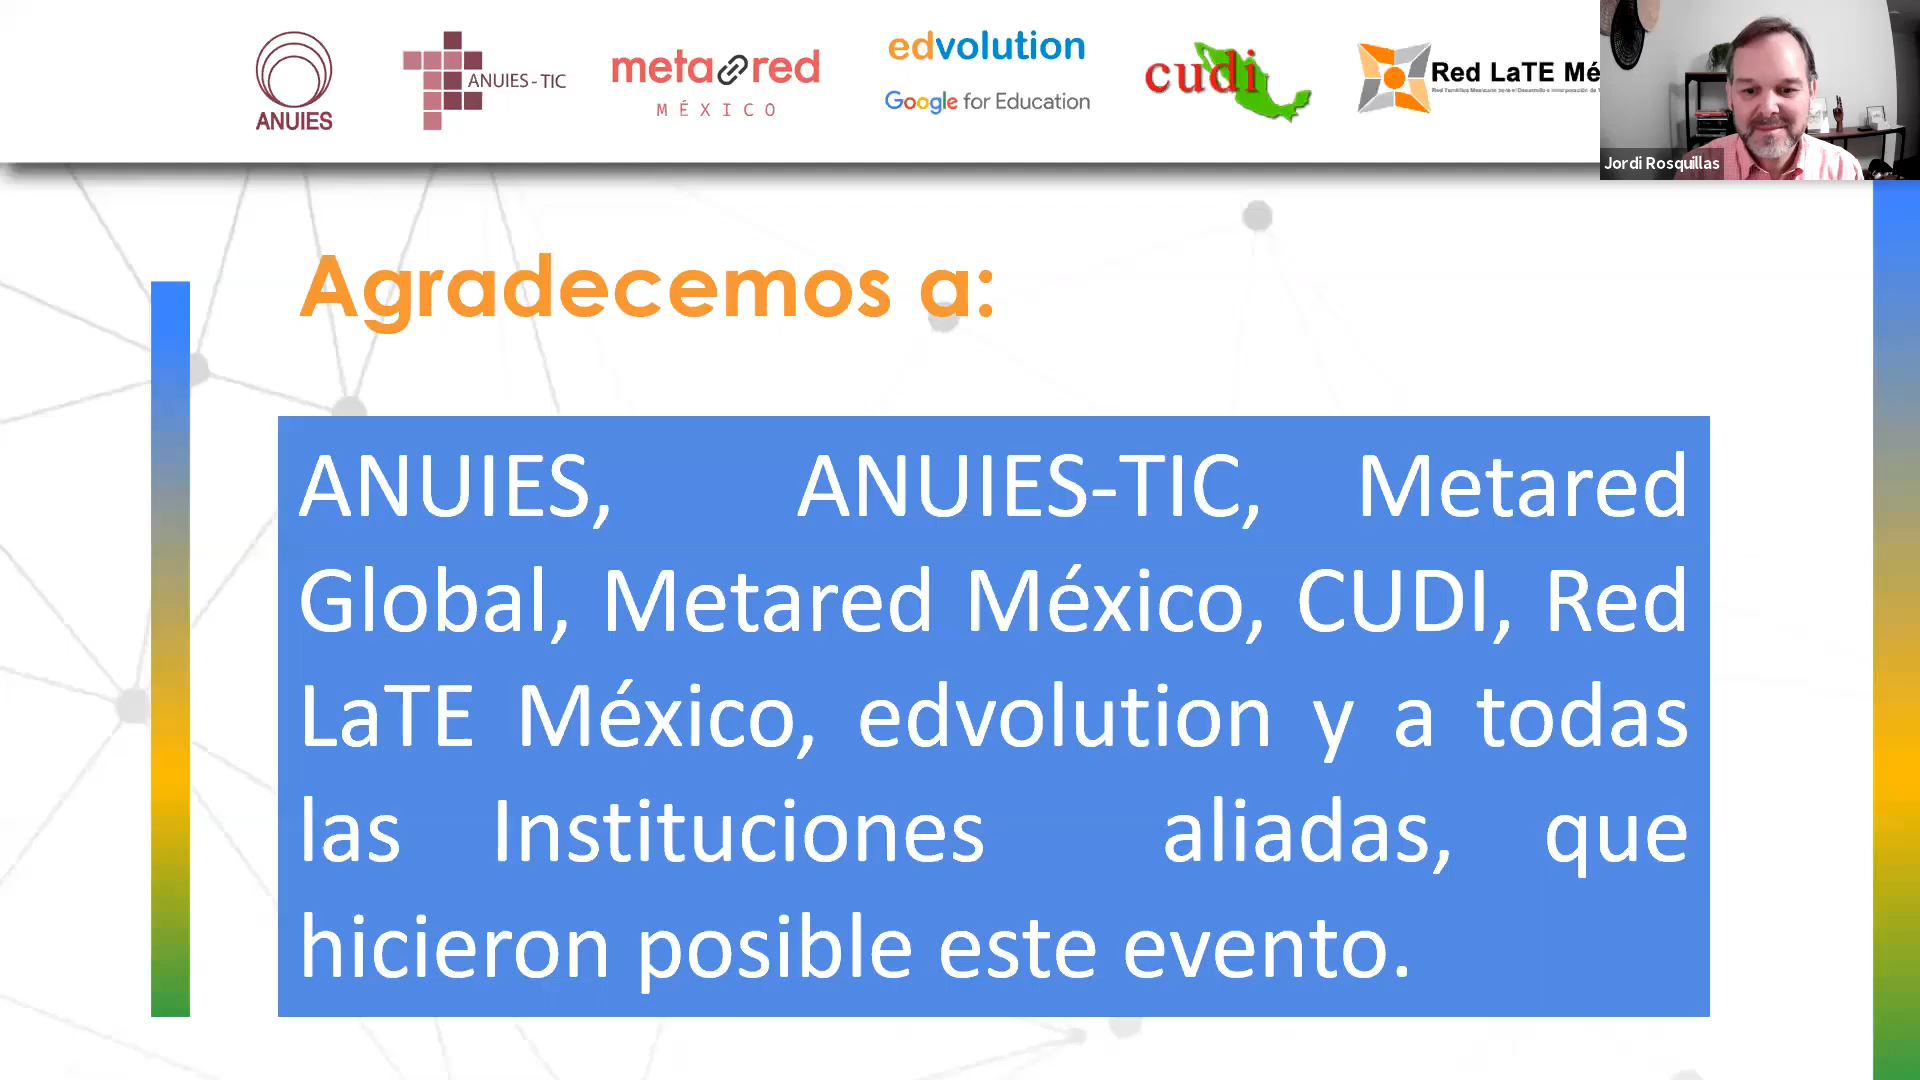 ANUIES
ANUIES-TIC
meta red
MÉXICO
edvolution
Google for Education
cudi
Red LaTE Mé
Jordi Rosquillas
Agradecemos a:
ANUIES, ANUIES-TIC, Metared
Global, Metared México, CUDI, Red
LaTE México, edvolution y a todas
las Instituciones aliadas, que
hicieron posible este evento.